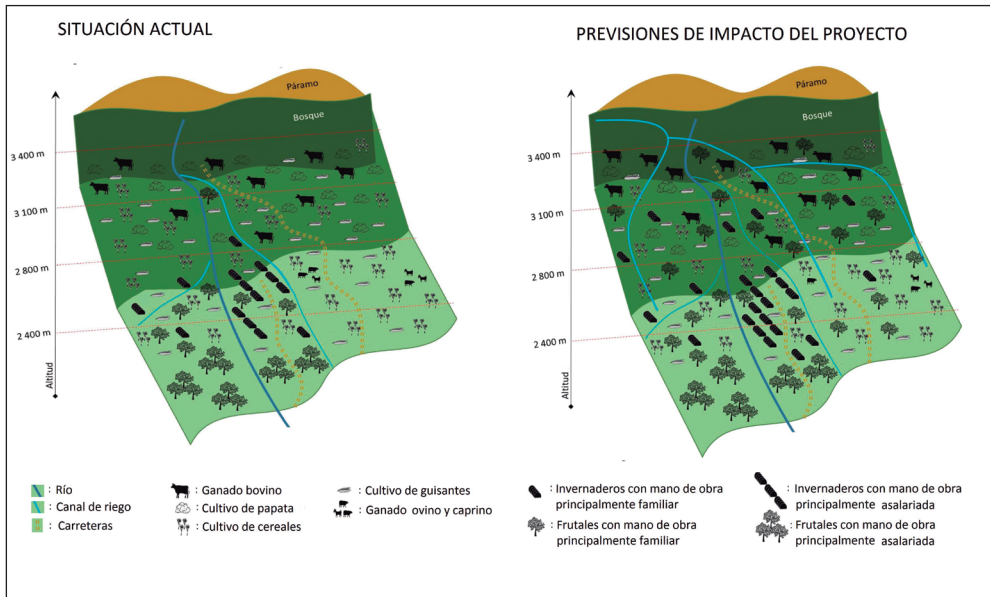 SITUACIÓN ACTUAL
PREVISIONES DE IMPACTO DEL PROYECTO
Páramo
Bosque
3 400 m
3 100 m
2 800 m
2 400 m
Altitud
Páramo
Bosque
3 400 m
3 100 m
2 800 m
2 400 m
Altitud
: Río
: Canal de riego
: Carreteras
: Ganado bovino
: Cultivo de papata
: Cultivo de cereales
: Cultivo de guisantes
: Ganado ovino y caprino
: Invernaderos con mano de obra
principalmente familiar
: Frutales con mano de obra
principalmente familiar
: Invernaderos con mano de obra
principalmente asalariada
: Frutales con mano de obra
principalmente asalariada